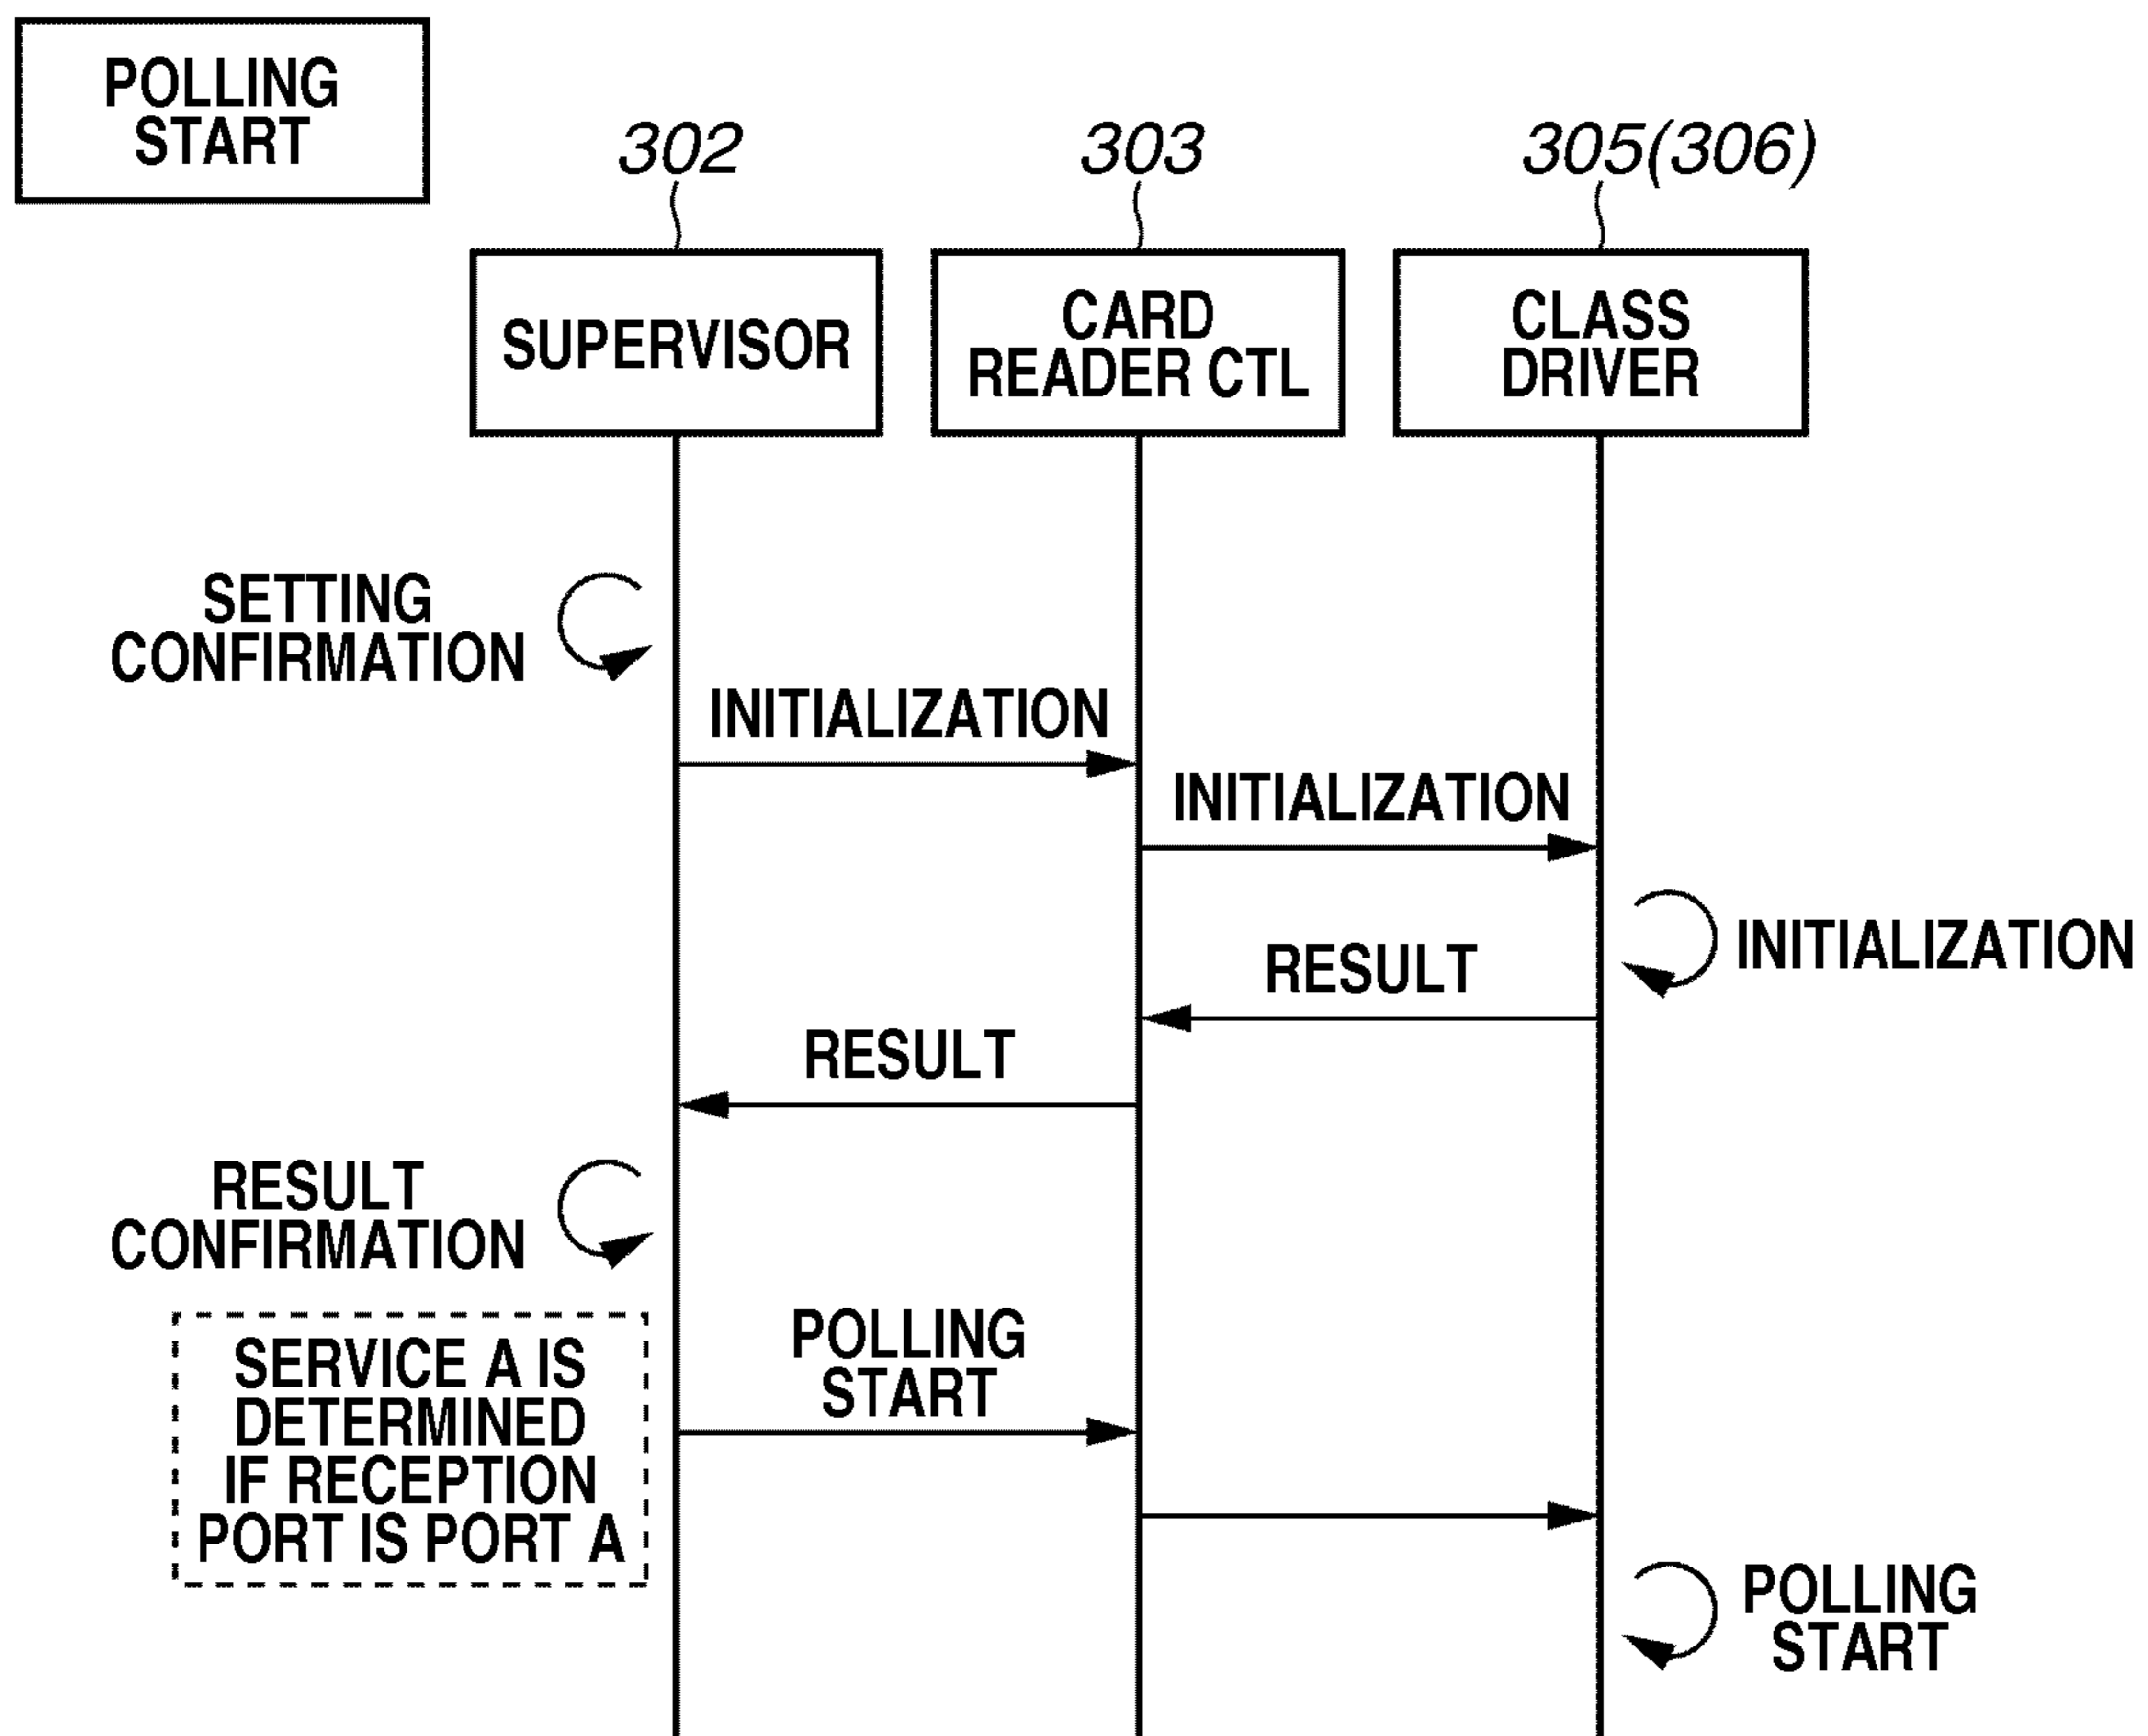 POLLING
START
302
303
305(306)
SUPERVISOR
CARD
READER CTL
CLASS
DRIVER
SETTING
CONFIRMATION
INITIALIZATION
INITIALIZATION
INITIALIZATION
RESULT
RESULT
RESULT
CONFIRMATION
POLLING
START
SERVICE A IS
DETERMINED
IF RECEPTION
PORT IS PORT A
POLLING
START